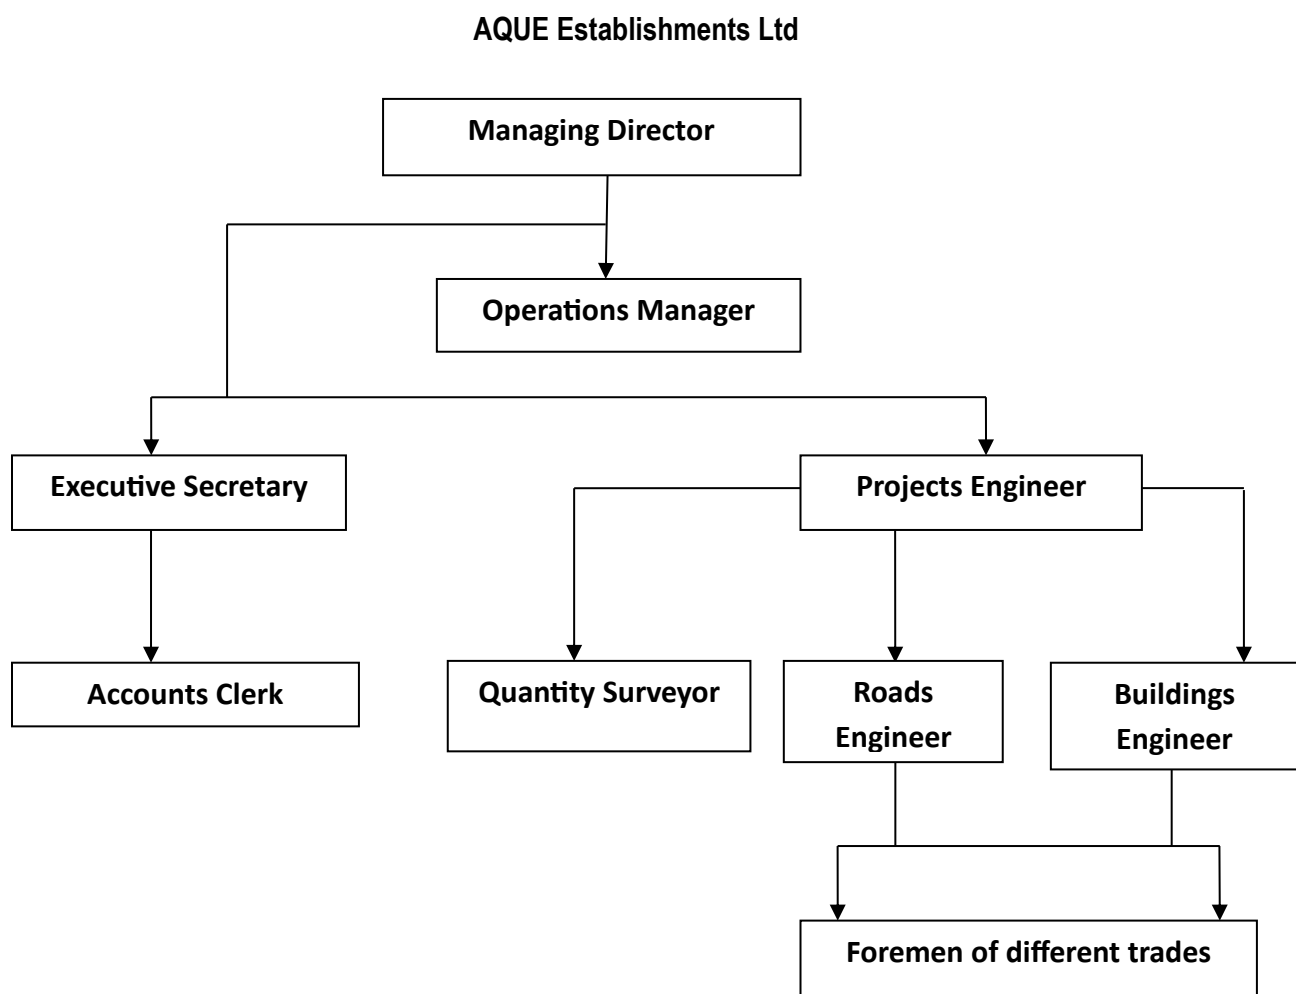 AQUE Establishments Ltd
Managing Director
Operations Manager
Executive Secretary
Projects Engineer
Accounts Clerk
Quantity Surveyor
Roads
Engineer
Buildings
Engineer
Foremen of different trades